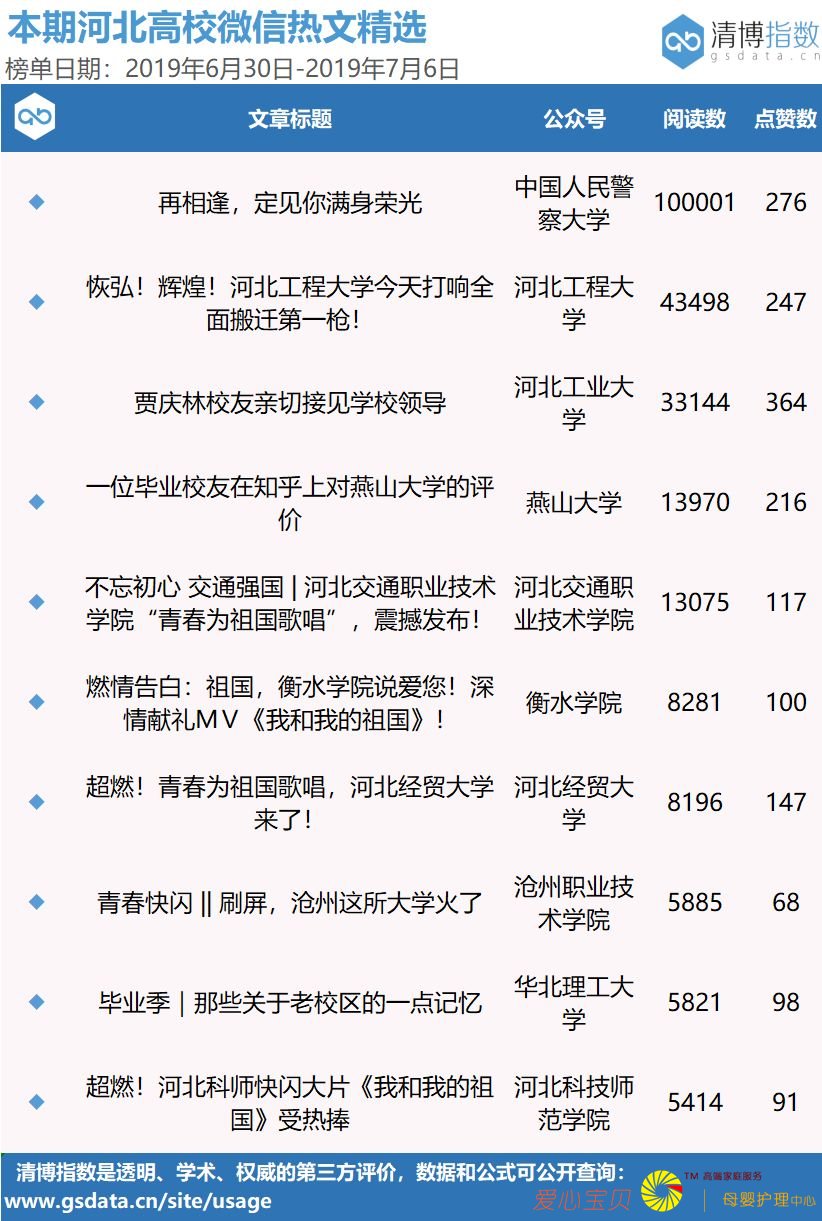 本期河北高校微信热文精选
清博指数
gsdata.cn
榜单日期：2019年6月30日-2019年7月6日
文章标题 公众号 阅读数 点赞数
再相逢，定见你满身荣光 中国人民警 100001 276
察大学
恢弘！辉煌！河北工程大学今天打响全 河北工程大 43498 247
面搬迁第一枪！ 学
贾庆林校友亲切接见学校领导 河北工业大 33144 364
学
一位毕业校友在知乎上对燕山大学的评 燕山大学 13970 216
价
不忘初心 交通强国 | 河北交通职业技术 河北交通职 13075 117
学院“青春为祖国歌唱”，震撼发布！ 业技术学院
燃情告白：祖国，衡水学院说爱您！深 衡水学院 8281 100
情献礼MV《我和我的祖国》！
超燃！青春为祖国歌唱，河北经贸大学 河北经贸大 8196 147
来了！ 学
青春快闪 || 刷屏，沧州这所大学火了 沧州职业技 5885 68
术学院
毕业季｜那些关于老校区的一点记忆 华北理工大 5821 98
学
超燃！河北科师快闪大片《我和我的祖 河北科技师 5414 91
国》受热捧 范学院
清博指数是透明、学术、权威的第三方评价，数据和公式可公开查询：
www.gsdata.cn/site/usage
爱心宝贝
TM 高端家庭服务
母婴护理中心